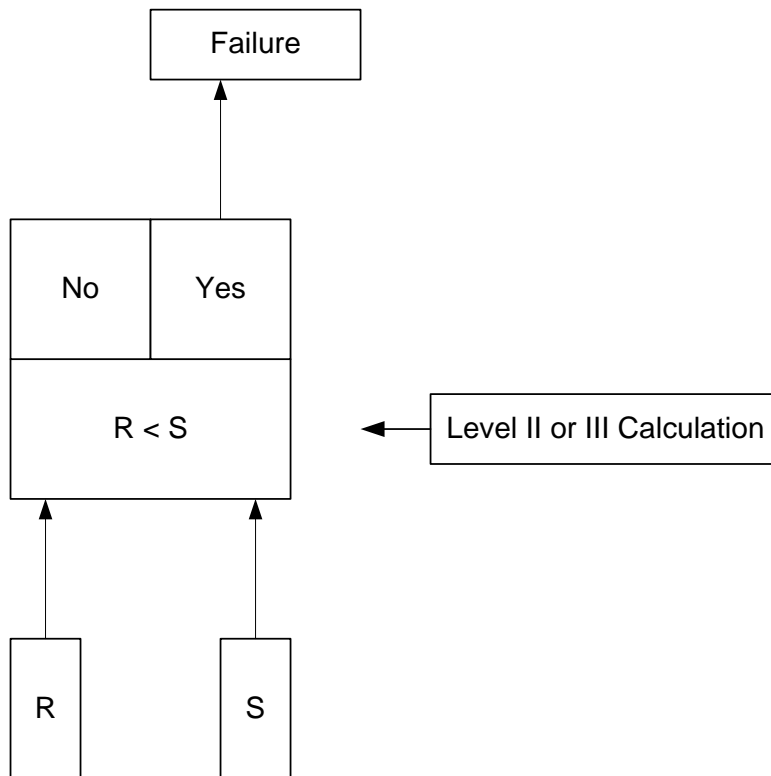 Failure
No
Yes
R < S
Level II or III Calculation
R
S